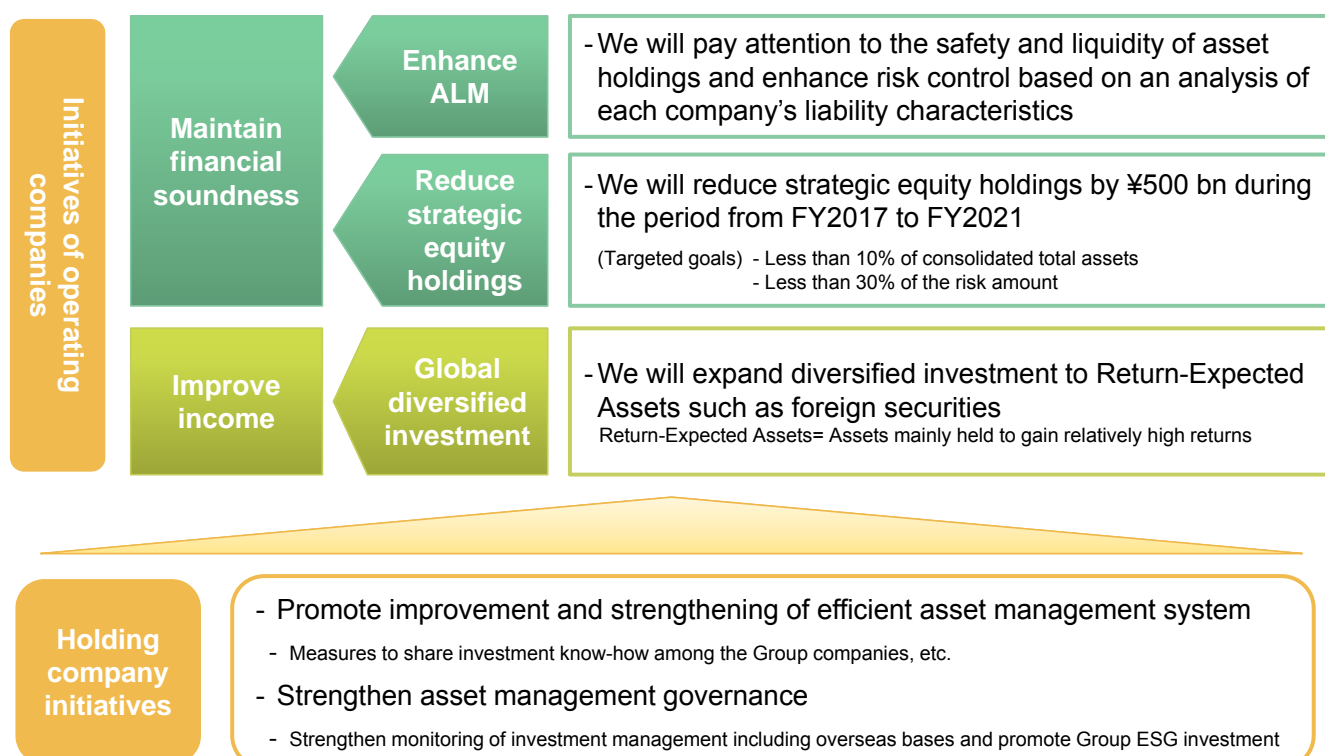 Initiatives of operating
companies
Maintain
financial
soundness
Enhance
ALM
- We will pay attention to the safety and liquidity of asset
holdings and enhance risk control based on an analysis of
each company's liability characteristics
Reduce
strategic
equity
holdings
- We will reduce strategic equity holdings by ¥500 bn during
the period from FY2017 to FY2021
(Targeted goals) - Less than 10% of consolidated total assets
- Less than 30% of the risk amount
Improve
income
Global
diversified
investment
- We will expand diversified investment to Return-Expected
Assets such as foreign securities
Return-Expected Assets= Assets mainly held to gain relatively high returns
Holding
company
initiatives
- Promote improvement and strengthening of efficient asset management system
- Measures to share investment know-how among the Group companies, etc.
- Strengthen asset management governance
- Strengthen monitoring of investment management including overseas bases and promote Group ESG investment